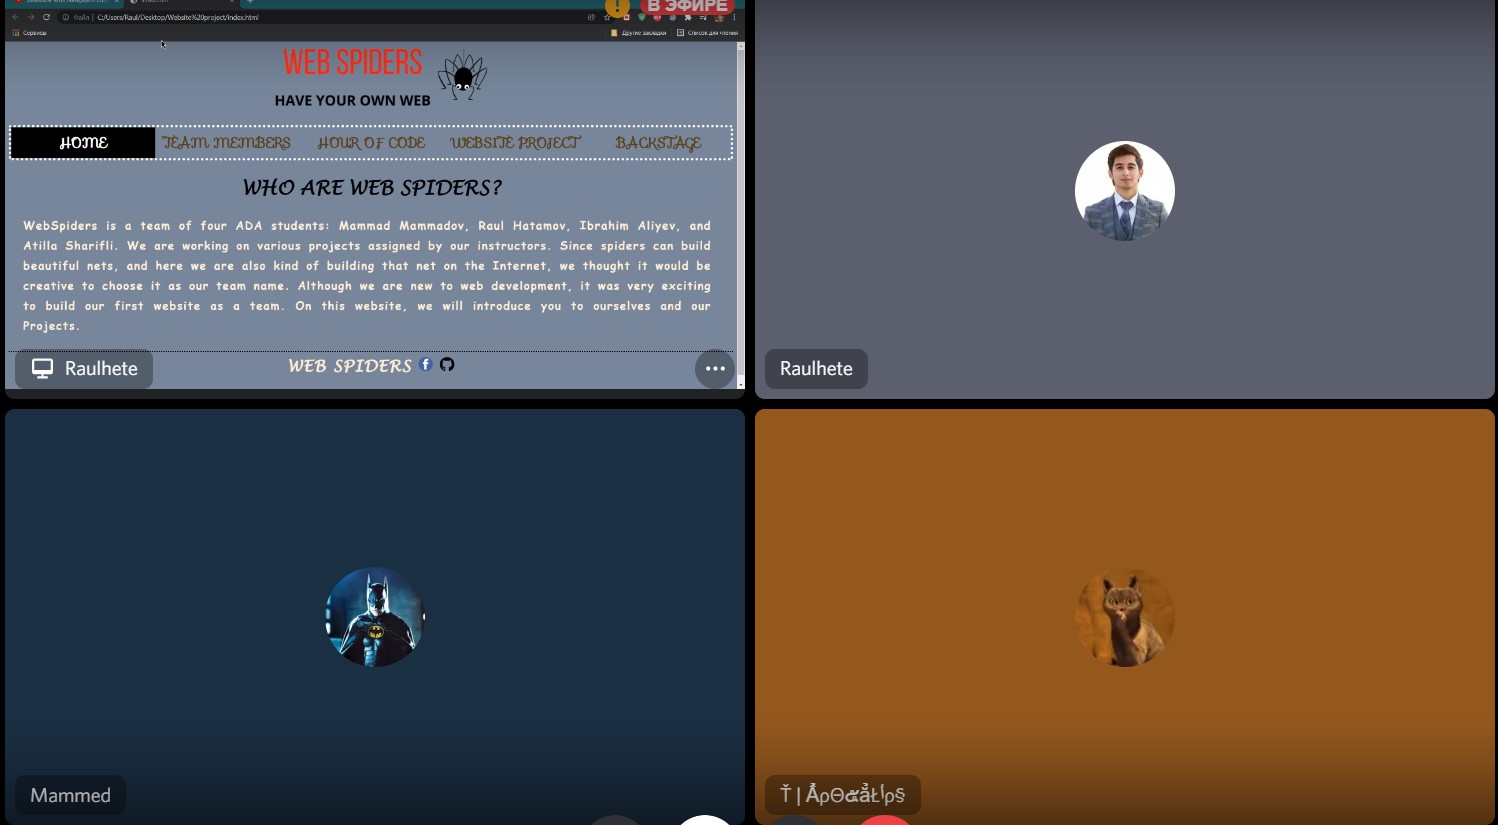 В ЭФИРЕ
Файл | C:/Users/Raul/Desktop/Website%20project/index.html
Сервисы
Другие закладки
Список для чтения
WEB SPIDERS
HAVE YOUR OWN WEB
HOME
TEAM MEMBERS
HOUR OF CODE
WEBSITE PROJECT
BACKSTAGE
WHO ARE WEB SPIDERS?
WebSpiders is a team of four ADA students: Mammad Mammadov, Raul Hatamov, Ibrahim Aliyev, and
Atilla Sharifli. We are working on various projects assigned by our instructors. Since spiders can build
beautiful nets, and here we are also kind of building that net on the Internet, we thought it would be
creative to choose it as our team name. Although we are new to web development, it was very exciting
to build our first website as a team. On this website, we will introduce you to ourselves and our
Projects.
WEB SPIDERS
Raulhete
Raulhete
Mammed